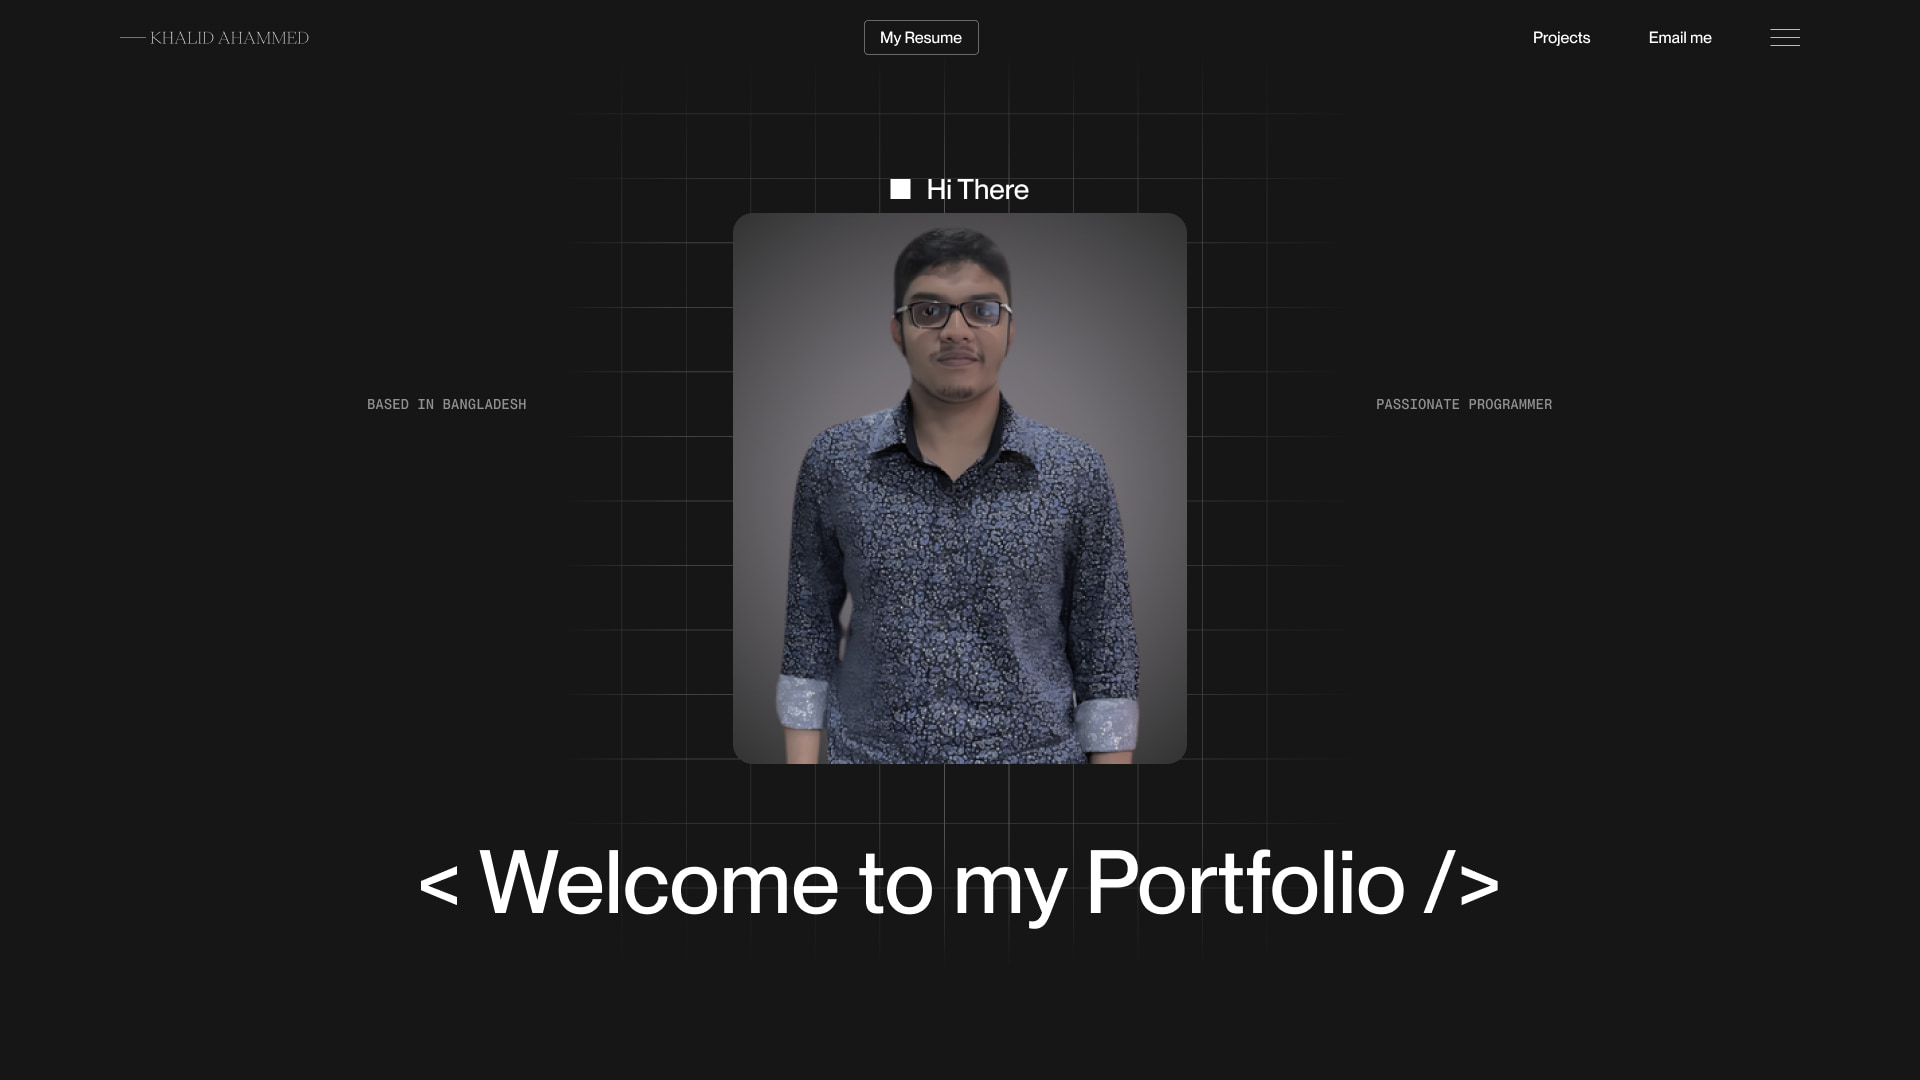 KHALID AHAMMED
My Resume
Projects
Email me
Hi There
BASED IN BANGLADESH
PASSIONATE PROGRAMMER
< Welcome to my Portfolio />